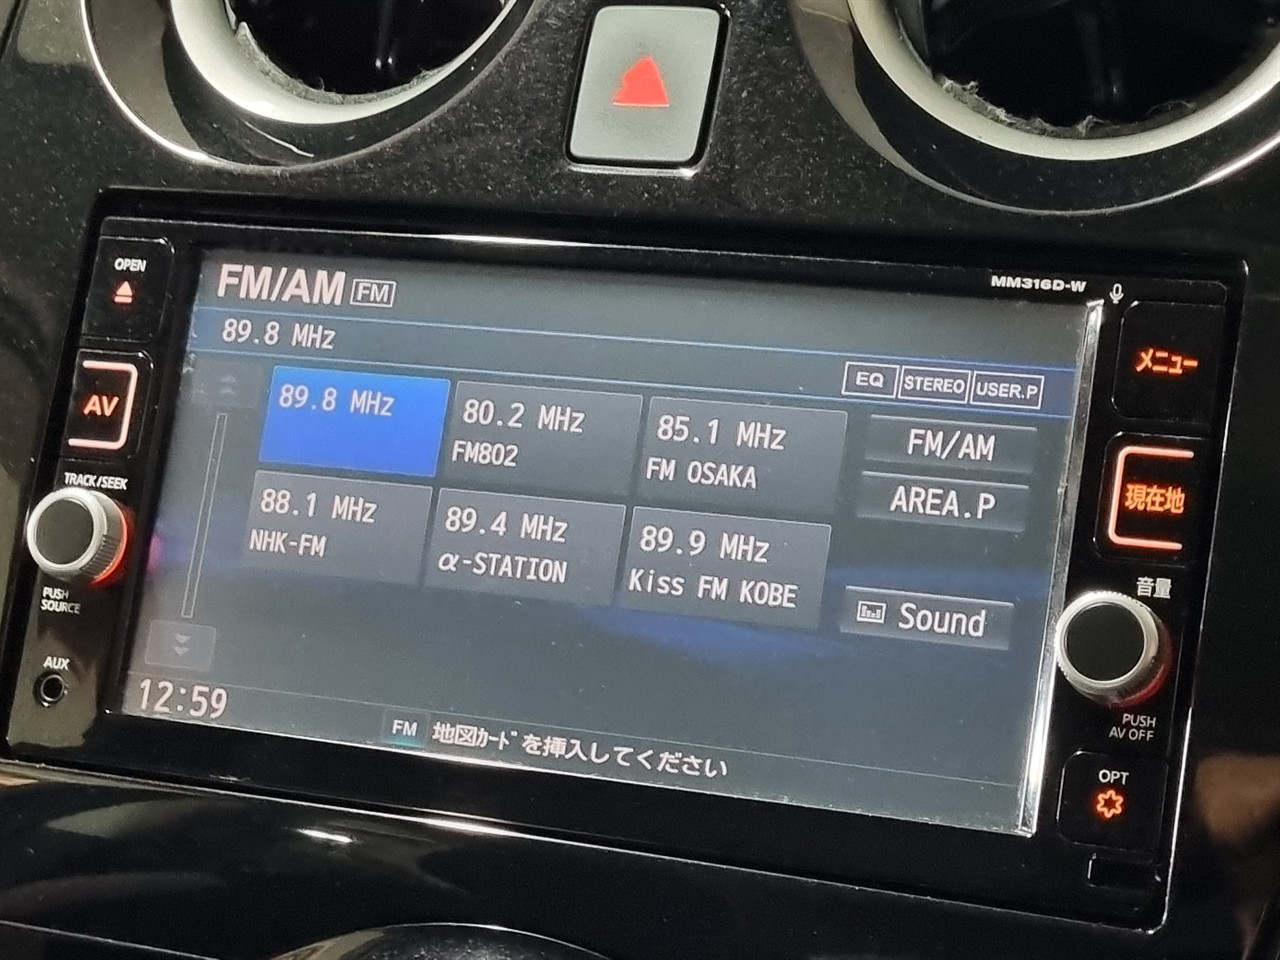 OPEN
MM316D-W
FM/AM FM
89.8 MHz
EQ STEREO USER.P
メニュー
AV
89.8 MHz
80.2 MHz
FM802
85.1 MHz
FM OSAKA
FM/AM
AREA.P
TRACK/SEEK
現在地
88.1 MHz
NHK-FM
89.4 MHz
α-STATION
89.9 MHz
Kiss FM KOBE
Sound
音量
PUSH
SOURCE
AUX
12:59
FM 地図カードを挿入してください
PUSH
AV OFF
OPT